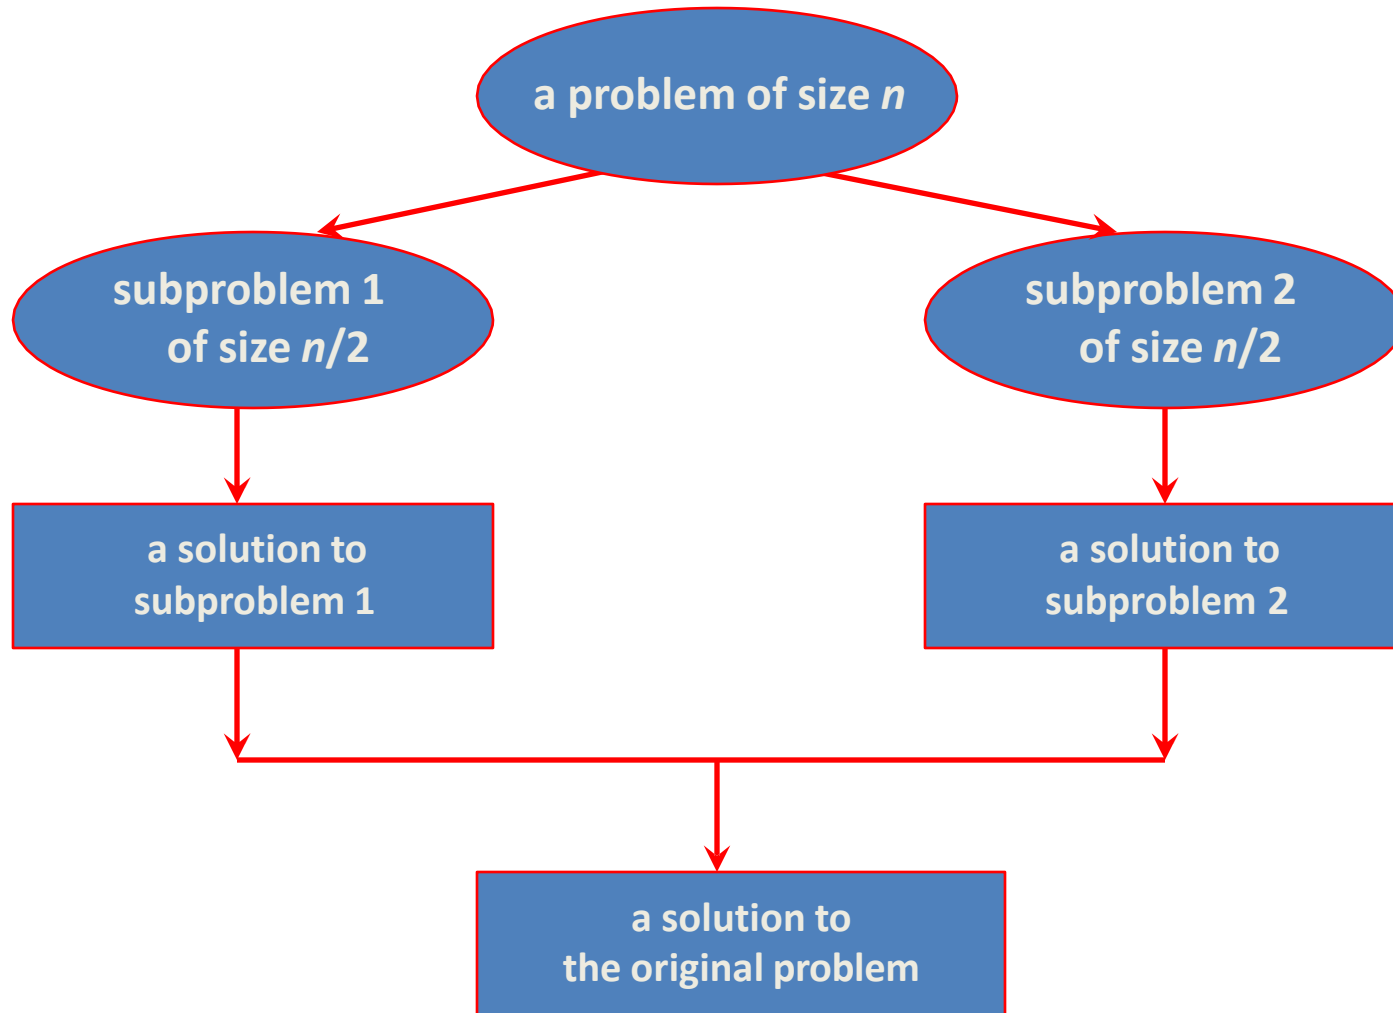 a problem of size n
subproblem 1
of size n/2
subproblem 2
of size n/2
a solution to
subproblem 1
a solution to
subproblem 2
a solution to
the original problem